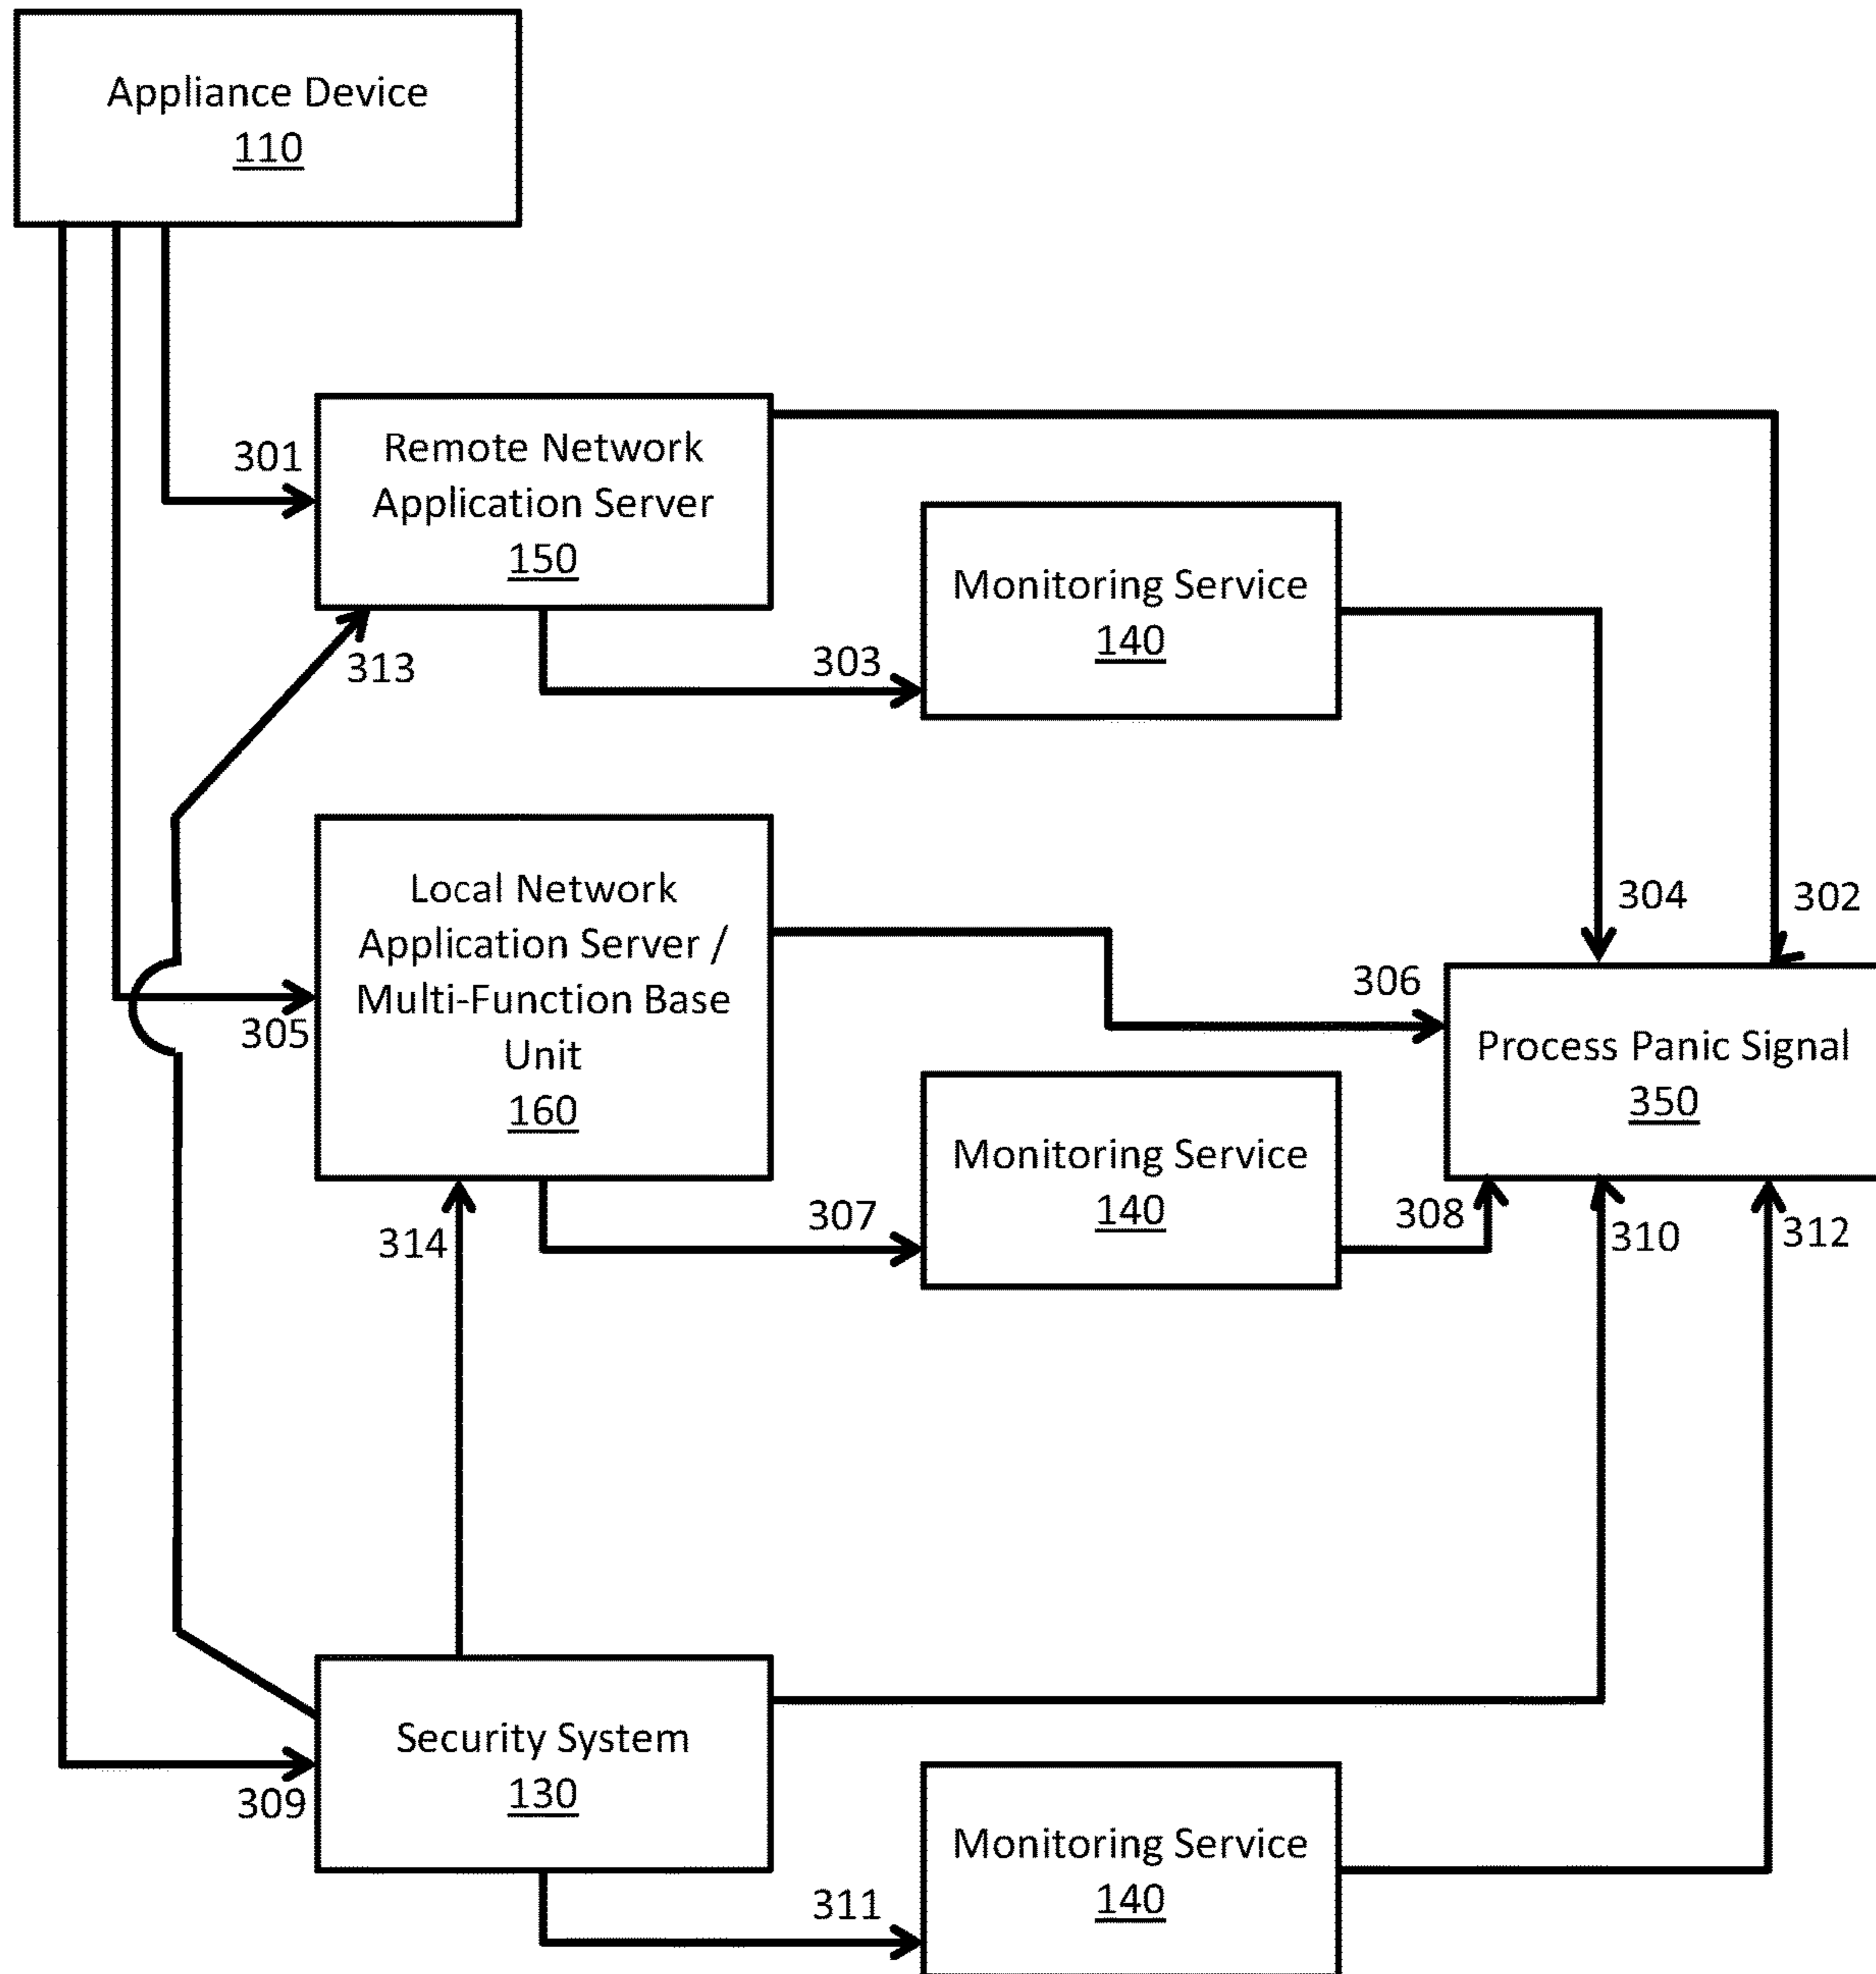 Appliance Device
110
301
Remote Network
Application Server
150
313
303
Monitoring Service
140
304
302
Local Network
Application Server /
Multi-Function Base
Unit
160
305
306
Process Panic Signal
350
314
307
Monitoring Service
140
308
310
312
Security System
130
309
311
Monitoring Service
140